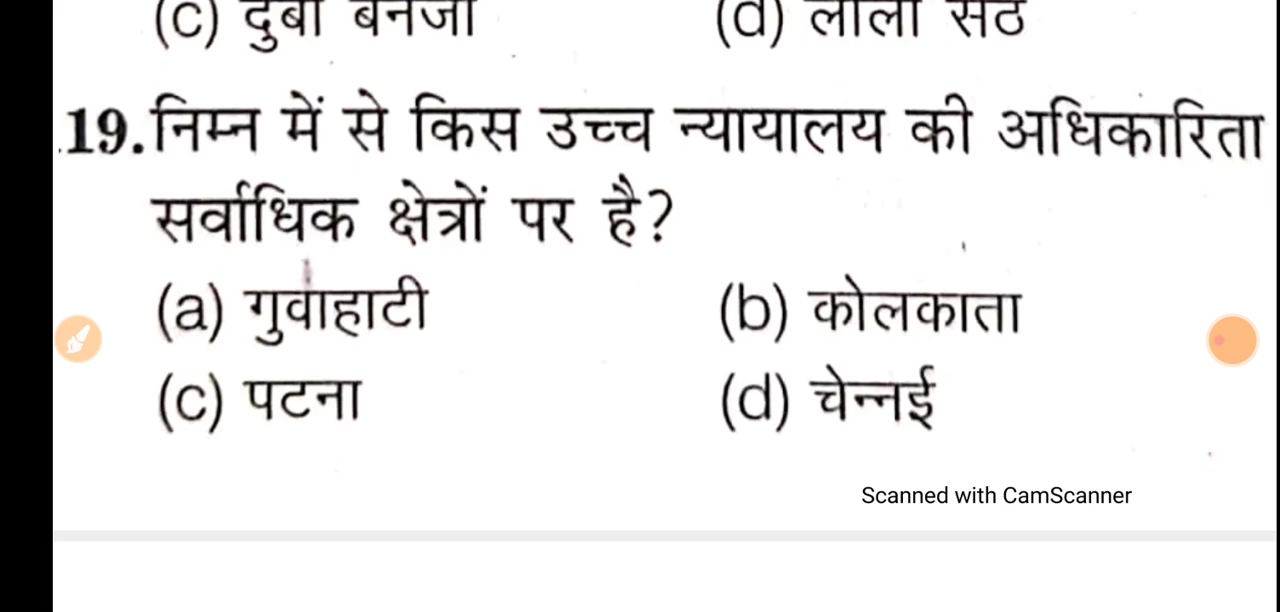 (c) (d)
19. निम्न में से किस उच्च न्यायालय की अधिकारिता
सर्वाधिक क्षेत्रों पर है?
(a) गुवाहाटी (b) कोलकाता
(c) पटना (d) चेन्नई
Scanned with CamScanner